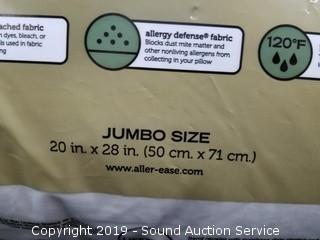 ached fabric
n dyes, bleach, or
ls used in fabric
allergy defense® fabric
Blocks dust mite matter and
other nonliving allergens from
collecting in your pillow
120°F
JUMBO SIZE
20 in. x 28 in. (50 cm. x 71 cm.)
www.aller-ease.com
Copyright 2019 - Sound Auction Service